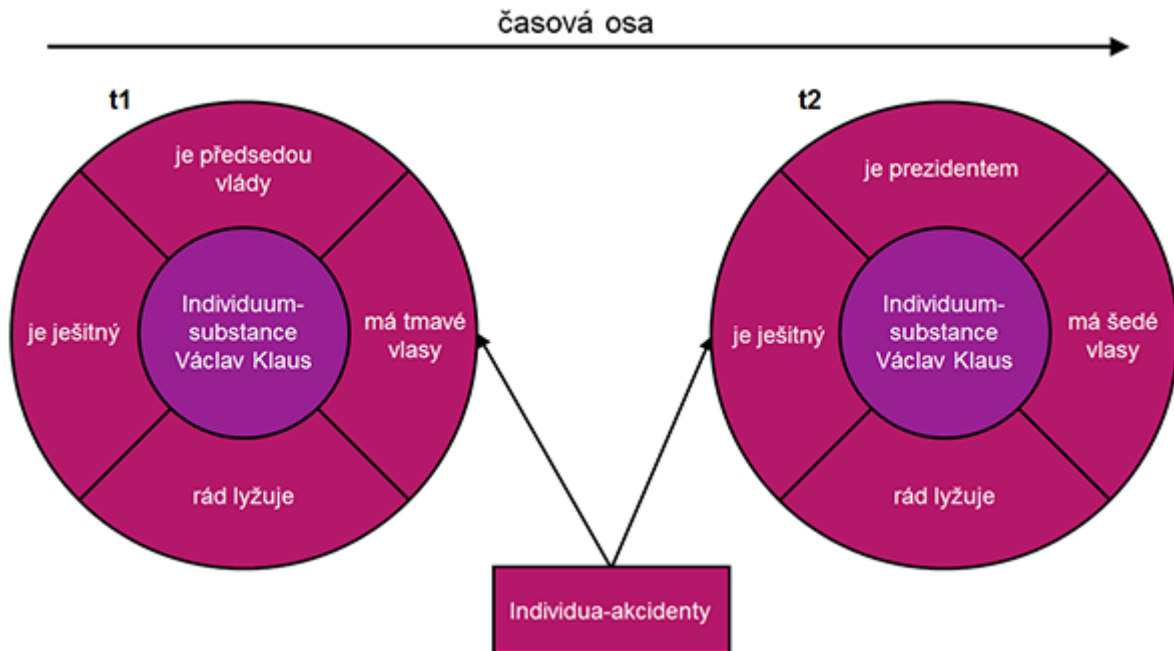 časová osa
t1
je předsedou
vlády
je ješitný
Individuum-
substance
Václav Klaus
má tmavé
vlasy
rád lyžuje
t2
je prezidentem
je ješitný
Individuum-
substance
Václav Klaus
má šedé
vlasy
rád lyžuje
Individua-akcidenty